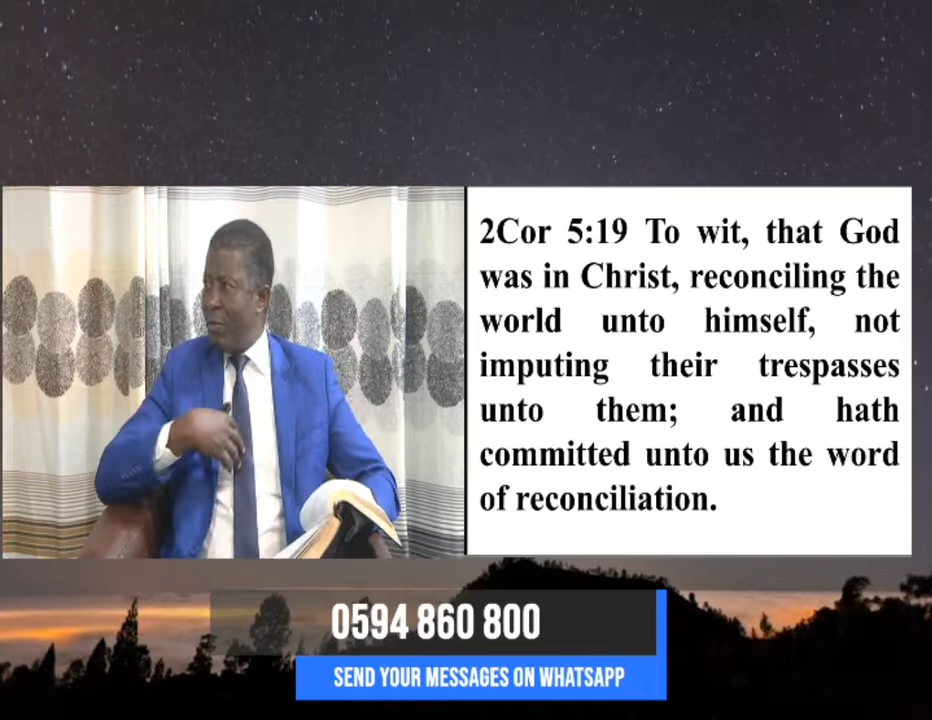 2Cor 5:19 To wit, that God
was in Christ, reconciling the
world unto himself, not
imputing their trespasses
unto them; and hath
committed unto us the word
of reconciliation.
0594 860 800
SEND YOUR MESSAGES ON WHATSAPP